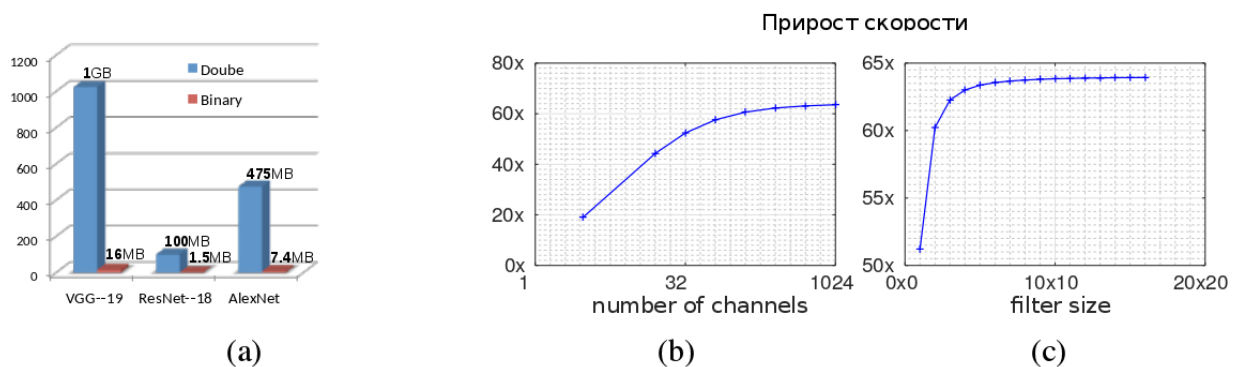 Прирост скорости
1200
1000
800
600
400
200
0
1GB
16MB
100MB
1.5MB
475MB
7.4MB
Doube
Binary
VGG--19 ResNet--18 AlexNet
(a)
80x
60x
40x
20x
0x
1 32 1024
number of channels
(b)
65x
60x
55x
50x
0x0 10x10 20x20
filter size
(c)